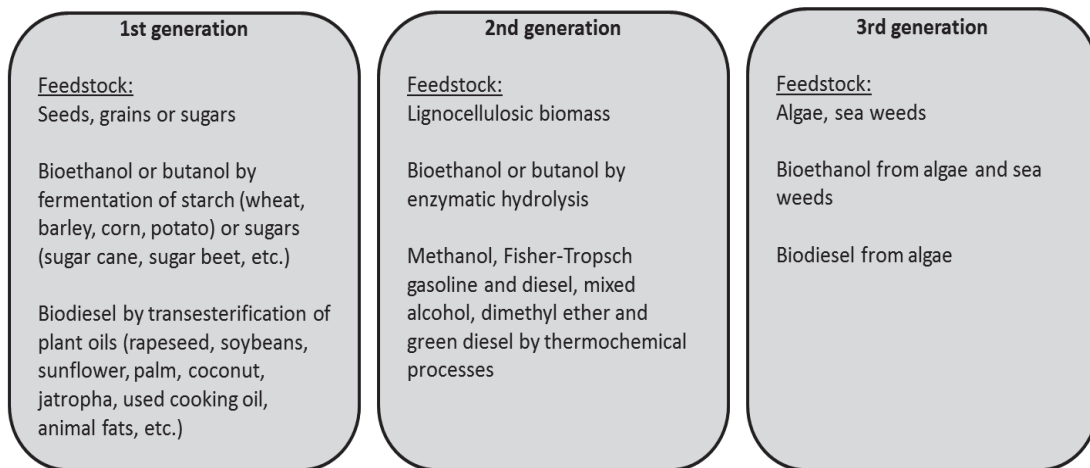 1st generation
Feedstock:
Seeds, grains or sugars
Bioethanol or butanol by
fermentation of starch (wheat,
barley, corn, potato) or sugars
(sugar cane, sugar beet, etc.)
Biodiesel by transesterification of
plant oils (rapeseed, soybeans,
sunflower, palm, coconut,
jatropha, used cooking oil,
animal fats, etc.)
2nd generation
Feedstock:
Lignocellulosic biomass
Bioethanol or butanol by
enzymatic hydrolysis
Methanol, Fisher-Tropsch
gasoline and diesel, mixed
alcohol, dimethyl ether and
green diesel by thermochemical
processes
3rd generation
Feedstock:
Algae, sea weeds
Bioethanol from algae and sea
weeds
Biodiesel from algae